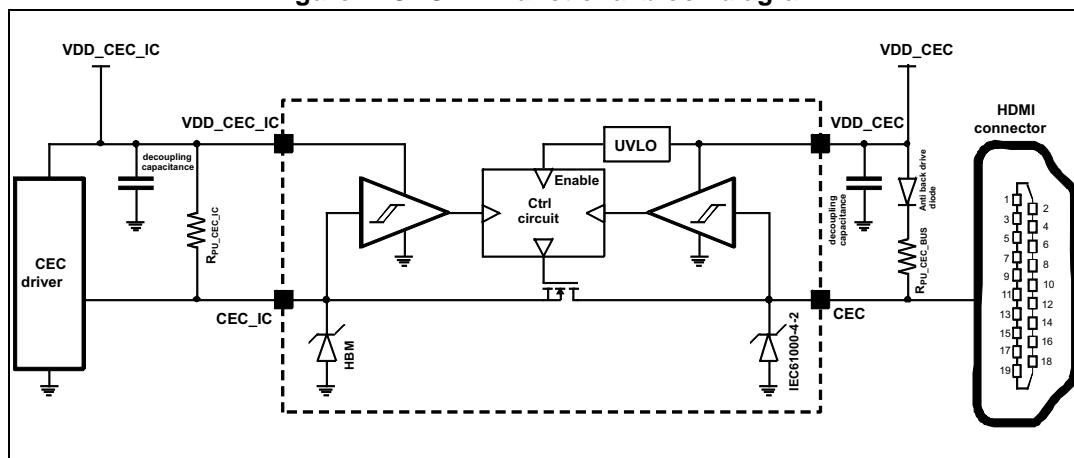 VDD_CEC_IC
VDD_CEC
HDMI
connector
VDD_CEC_IC
VDD_CEC
decoupling
capacitance
UVLO
Enable
Ctrl
circuit
decoupling
capacitance
Anti back drive
diode
RPU_CEC_IC
RPU_CEC_BUS
CEC
driver
CEC_IC
CEC
HBM
IEC61000-4-2
1
2
3
4
5
6
7
8
9
10
11
12
13
14
15
16
17
18
19